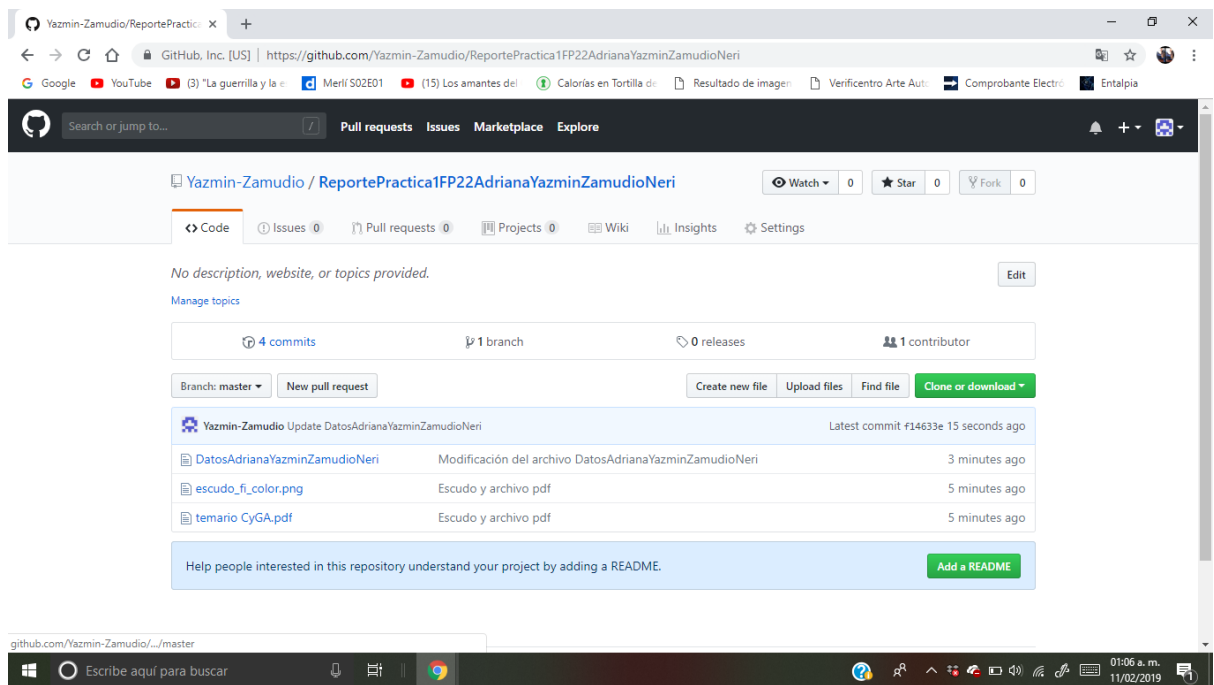 Yazmin-Zamudio/ReportePractica
GitHub, Inc. [US] | https://github.com/Yazmin-Zamudio/ReportePractica1FP22AdrianaYazminZamudioNeri
Google YouTube (3) "La guerrilla y la e Merlí S02E01 (15) Los amantes del Calorías en Tortilla de Resultado de imagen Verificentro Arte Auto Comprobante Electró Entalpia
Search or jump to... / Pull requests Issues Marketplace Explore
Yazmin-Zamudio / ReportePractica1FP22AdrianaYazminZamudioNeri Watch 0 Star 0 Fork 0
Code Issues 0 Pull requests 0 Projects 0 Wiki Insights Settings
No description, website, or topics provided. Edit
Manage topics
4 commits 1 branch 0 releases 1 contributor
Branch: master New pull request Create new file Upload files Find file Clone or download
Yazmin-Zamudio Update DatosAdrianaYazminZamudioNeri Latest commit f14633e 15 seconds ago
DatosAdrianaYazminZamudioNeri Modificación del archivo DatosAdrianaYazminZamudioNeri 3 minutes ago
escudo_fi_color.png Escudo y archivo pdf 5 minutes ago
temario CyGA.pdf Escudo y archivo pdf 5 minutes ago
Help people interested in this repository understand your project by adding a README. Add a README
github.com/Yazmin-Zamudio/.../master
Escribe aquí para buscar 01:06 a. m.
11/02/2019